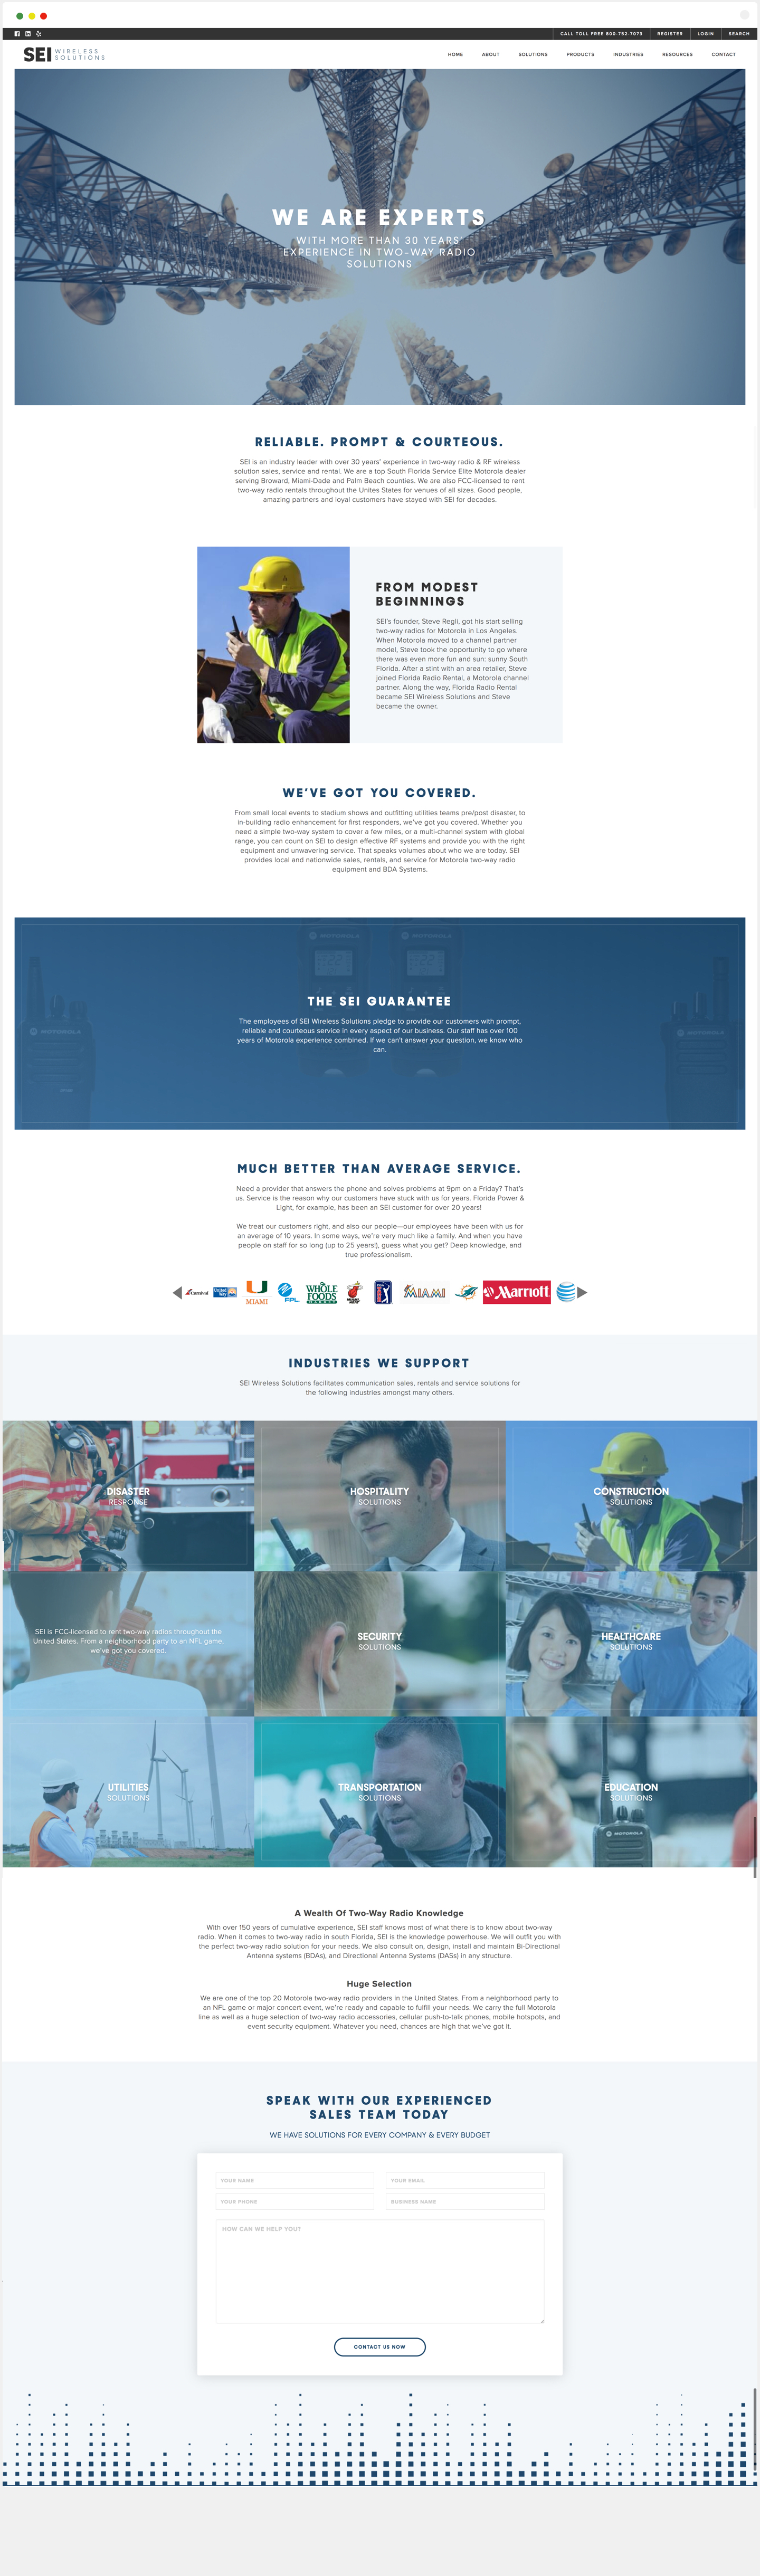 CALL TOLL FREE 800-752-7073 REGISTER LOGIN SEARCH
SEI WIRELESS
SOLUTIONS
HOME ABOUT SOLUTIONS PRODUCTS INDUSTRIES RESOURCES CONTACT
WE ARE EXPERTS
WITH MORE THAN 30 YEARS'
EXPERIENCE IN TWO-WAY RADIO
SOLUTIONS
RELIABLE. PROMPT & COURTEOUS.
SEI is an industry leader with over 30 years' experience in two-way radio & RF wireless
solution sales, service and rental. We are a top South Florida Service Elite Motorola dealer
serving Broward, Miami-Dade and Palm Beach counties. We are also FCC-licensed to rent
two-way radio rentals throughout the Unites States for venues of all sizes. Good people,
amazing partners and loyal customers have stayed with SEI for decades.
FROM MODEST
BEGINNINGS
SEI's founder, Steve Regli, got his start selling
two-way radios for Motorola in Los Angeles.
When Motorola moved to a channel partner
model, Steve took the opportunity to go where
there was even more fun and sun: sunny South
Florida. After a stint with an area retailer, Steve
joined Florida Radio Rental, a Motorola channel
partner. Along the way, Florida Radio Rental
became SEI Wireless Solutions and Steve
became the owner.
WE'VE GOT YOU COVERED.
From small local events to stadium shows and outfitting utilities teams pre/post disaster, to
in-building radio enhancement for first responders, we've got you covered. Whether you
need a simple two-way system to cover a few miles, or a multi-channel system with global
range, you can count on SEI to design effective RF systems and provide you with the right
equipment and unwavering service. That speaks volumes about who we are today. SEI
provides local and nationwide sales, rentals, and service for Motorola two-way radio
equipment and BDA Systems.
MOTOROLA MOTOROLA
MOTOROLA MOTOROLA
THE SEI GUARANTEE
The employees of SEI Wireless Solutions pledge to provide our customers with prompt,
reliable and courteous service in every aspect of our business. Our staff has over 100
years of Motorola experience combined. If we can't answer your question, we know who
can.
MUCH BETTER THAN AVERAGE SERVICE.
Need a provider that answers the phone and solves problems at 9pm on a Friday? That's
us. Service is the reason why our customers have stuck with us for years. Florida Power &
Light, for example, has been an SEI customer for over 20 years!
We treat our customers right, and also our people—our employees have been with us for
an average of 10 years. In some ways, we're very much like a family. And when you have
people on staff for so long (up to 25 years!), guess what you get? Deep knowledge, and
true professionalism.
Carnival United Way MIAMI FPL WHOLE FOODS MARKET MIAMI HEAT PGA TOUR MIAMI Marriott
INDUSTRIES WE SUPPORT
SEI Wireless Solutions facilitates communication sales, rentals and service solutions for
the following industries amongst many others.
DISASTER
RESPONSE
HOSPITALITY
SOLUTIONS
CONSTRUCTION
SOLUTIONS
SEI is FCC-licensed to rent two-way radios throughout the
United States. From a neighborhood party to an NFL game,
we've got you covered.
SECURITY
SOLUTIONS
HEALTHCARE
SOLUTIONS
UTILITIES
SOLUTIONS
TRANSPORTATION
SOLUTIONS
EDUCATION
SOLUTIONS
MOTOROLA
A Wealth Of Two-Way Radio Knowledge
With over 150 years of cumulative experience, SEI staff knows most of what there is to know about two-way
radio. When it comes to two-way radio in south Florida, SEI is the knowledge powerhouse. We will outfit you with
the perfect two-way radio solution for your needs. We also consult on, design, install and maintain Bi-Directional
Antenna systems (BDAs), and Directional Antenna Systems (DASs) in any structure.
Huge Selection
We are one of the top 20 Motorola two-way radio providers in the United States. From a neighborhood party to
an NFL game or major concert event, we're ready and capable to fulfill your needs. We carry the full Motorola
line as well as a huge selection of two-way radio accessories, cellular push-to-talk phones, mobile hotspots, and
event security equipment. Whatever you need, chances are high that we've got it.
SPEAK WITH OUR EXPERIENCED
SALES TEAM TODAY
WE HAVE SOLUTIONS FOR EVERY COMPANY & EVERY BUDGET
YOUR NAME YOUR EMAIL
YOUR PHONE BUSINESS NAME
HOW CAN WE HELP YOU?
CONTACT US NOW